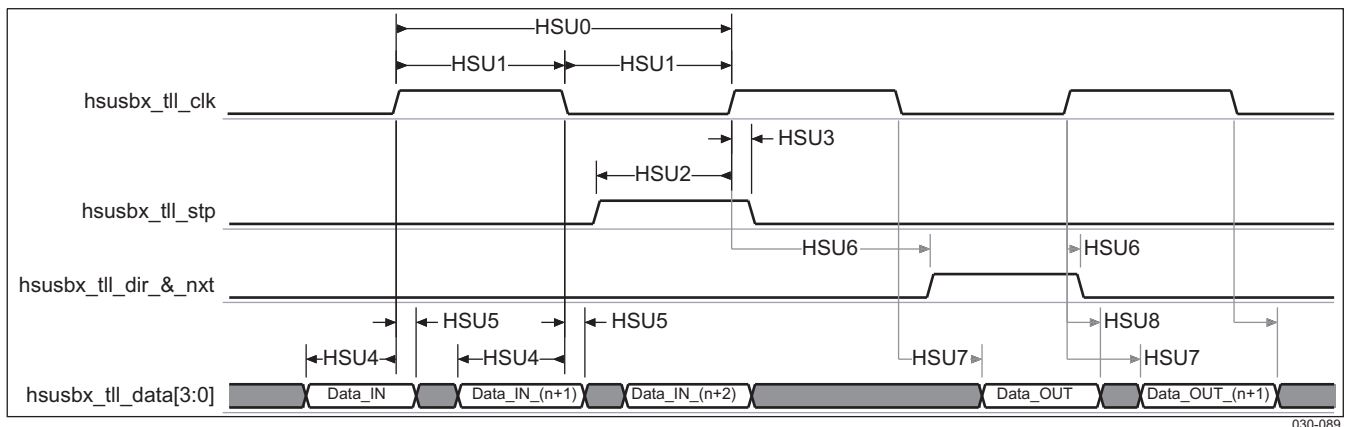 HSU0
HSU1 HSU1
hsusbx_tll_clk
HSU3
HSU2
hsusbx_tll_stp
HSU6 HSU6
hsusbx_tll_dir_&_nxt
HSU5 HSU5 HSU8
HSU4 HSU4 HSU7 HSU7
hsusbx_tll_data[3:0] Data_IN Data_IN_(n+1) Data_IN_(n+2) Data_OUT Data_OUT_(n+1)
030-089